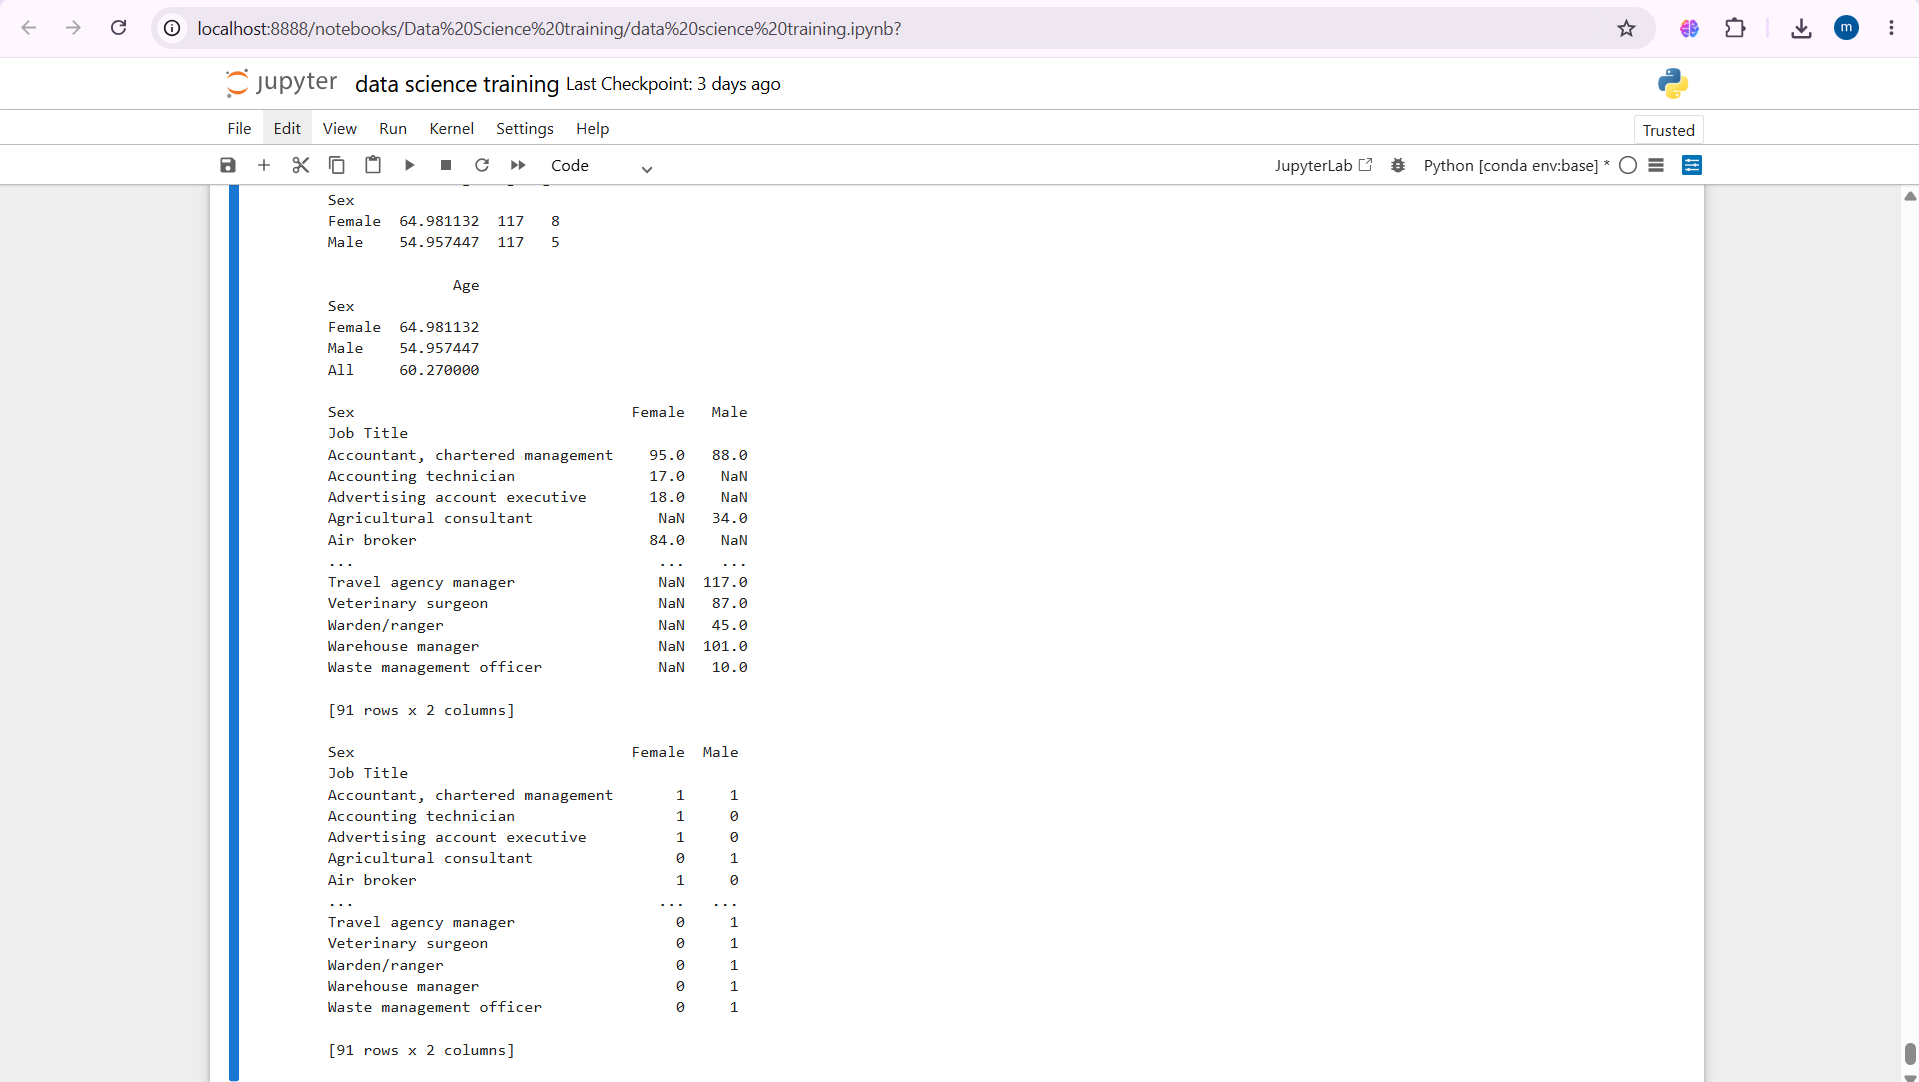 localhost:8888/notebooks/Data%20Science%20training/data%20science%20training.ipynb?
m
jupyter data science training Last Checkpoint: 3 days ago
File Edit View Run Kernel Settings Help
Trusted
Code
JupyterLab
Python [conda env:base] *
Sex
Female 64.981132 117 8
Male 54.957447 117 5
Age
Sex
Female 64.981132
Male 54.957447
All 60.270000
Sex Female Male
Job Title
Accountant, chartered management 95.0 88.0
Accounting technician 17.0 NaN
Advertising account executive 18.0 NaN
Agricultural consultant NaN 34.0
Air broker 84.0 NaN
... ... ...
Travel agency manager NaN 117.0
Veterinary surgeon NaN 87.0
Warden/ranger NaN 45.0
Warehouse manager NaN 101.0
Waste management officer NaN 10.0
[91 rows x 2 columns]
Sex Female Male
Job Title
Accountant, chartered management 1 1
Accounting technician 1 0
Advertising account executive 1 0
Agricultural consultant 0 1
Air broker 1 0
... ... ...
Travel agency manager 0 1
Veterinary surgeon 0 1
Warden/ranger 0 1
Warehouse manager 0 1
Waste management officer 0 1
[91 rows x 2 columns]